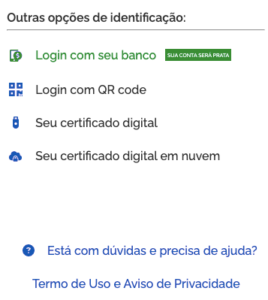 Outras opções de identificação:
Login com seu banco SUA CONTA SERÁ PRATA
Login com QR code
Seu certificado digital
Seu certificado digital em nuvem
Está com dúvidas e precisa de ajuda?
Termo de Uso e Aviso de Privacidade